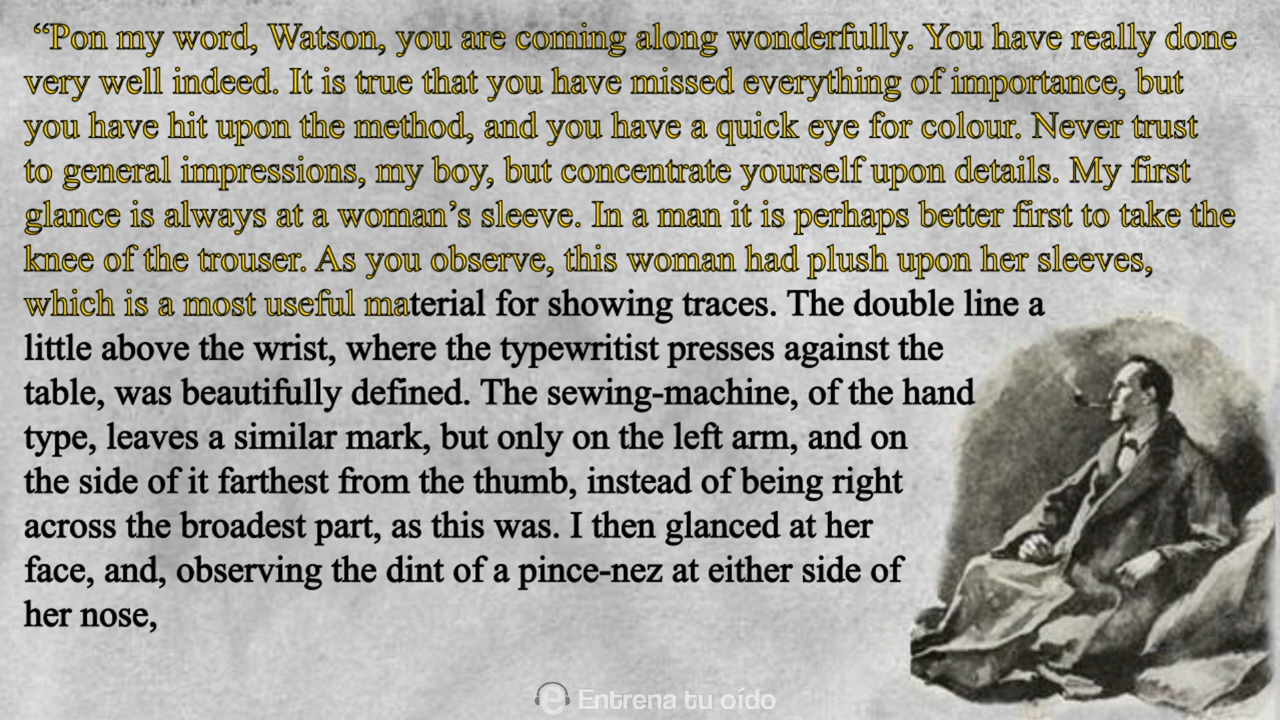 “Pon my word, Watson, you are coming along wonderfully. You have really done
very well indeed. It is true that you have missed everything of importance, but
you have hit upon the method, and you have a quick eye for colour. Never trust
to general impressions, my boy, but concentrate yourself upon details. My first
glance is always at a woman’s sleeve. In a man it is perhaps better first to take the
knee of the trouser. As you observe, this woman had plush upon her sleeves,
which is a most useful material for showing traces. The double line a
little above the wrist, where the typewritist presses against the
table, was beautifully defined. The sewing-machine, of the hand
type, leaves a similar mark, but only on the left arm, and on
the side of it farthest from the thumb, instead of being right
across the broadest part, as this was. I then glanced at her
face, and, observing the dint of a pince-nez at either side of
her nose,
e Entrena tu oído